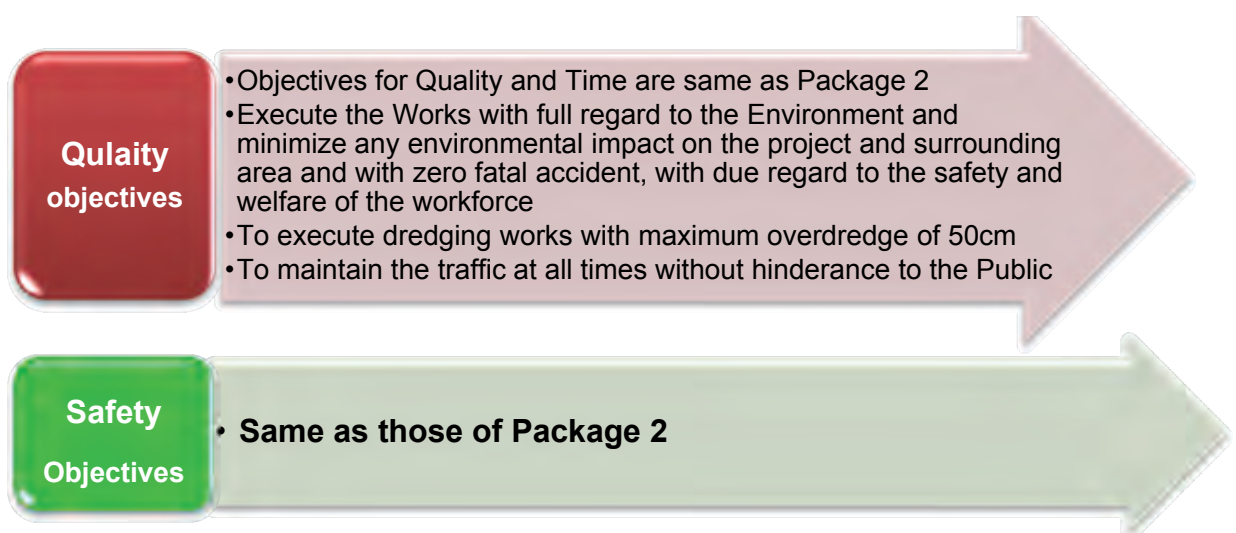 Qulaity
objectives
•Objectives for Quality and Time are same as Package 2
•Execute the Works with full regard to the Environment and
minimize any environmental impact on the project and surrounding
area and with zero fatal accident, with due regard to the safety and
welfare of the workforce
•To execute dredging works with maximum overdredge of 50cm
•To maintain the traffic at all times without hinderance to the Public
Safety
Objectives
• Same as those of Package 2